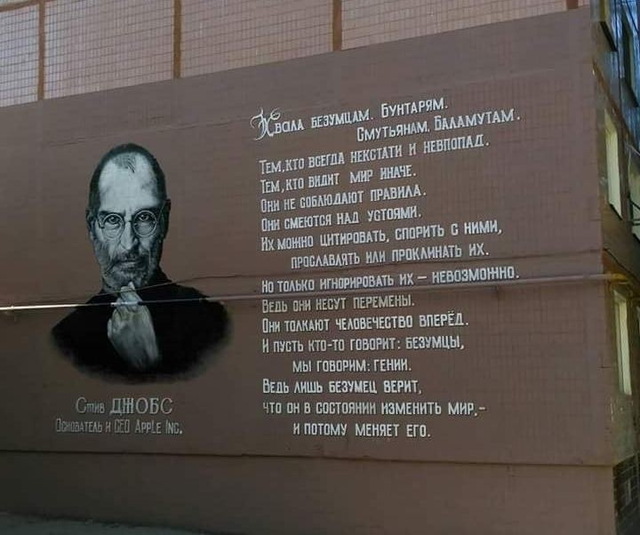 Хвала безумцам. Бунтарям.
Смутьянам. Баламутам.
Тем, кто всегда некстати и невпопад.
Тем, кто видит мир иначе.
Они не соблюдают правила.
Они смеются над устоями.
Их можно цитировать, спорить с ними,
прославлять или проклинать их.
Но только игнорировать их – невозможно.
Ведь они несут перемены.
Они толкают человечество вперёд.
И пусть кто-то говорит: безумцы,
мы говорим: гении.
Ведь лишь безумец верит,
что он в состоянии изменить мир,–
и потому меняет его.
Стив ДЖОБС
Основатель и CEO Apple Inc.